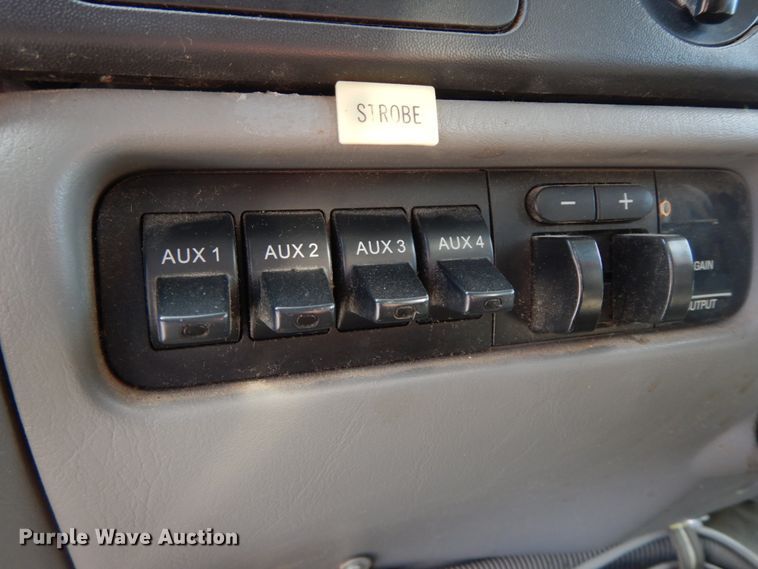 STROBE
AUX 1
AUX 2
AUX 3
AUX 4
- +
GAIN
OUTPUT
Purple Wave Auction